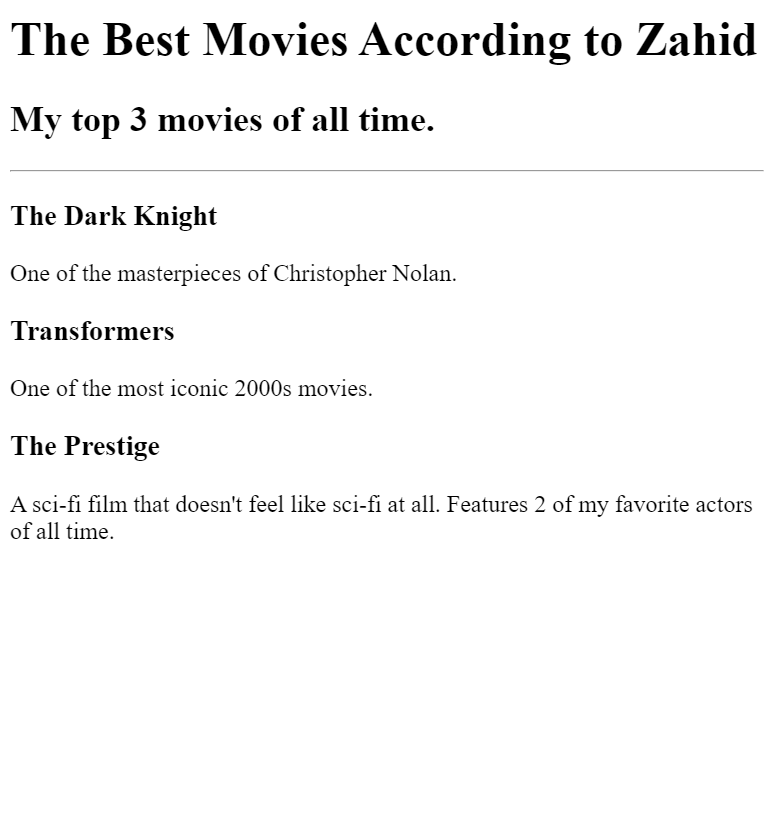 The Best Movies According to Zahid
My top 3 movies of all time.
The Dark Knight
One of the masterpieces of Christopher Nolan.
Transformers
One of the most iconic 2000s movies.
The Prestige
A sci-fi film that doesn't feel like sci-fi at all. Features 2 of my favorite actors
of all time.